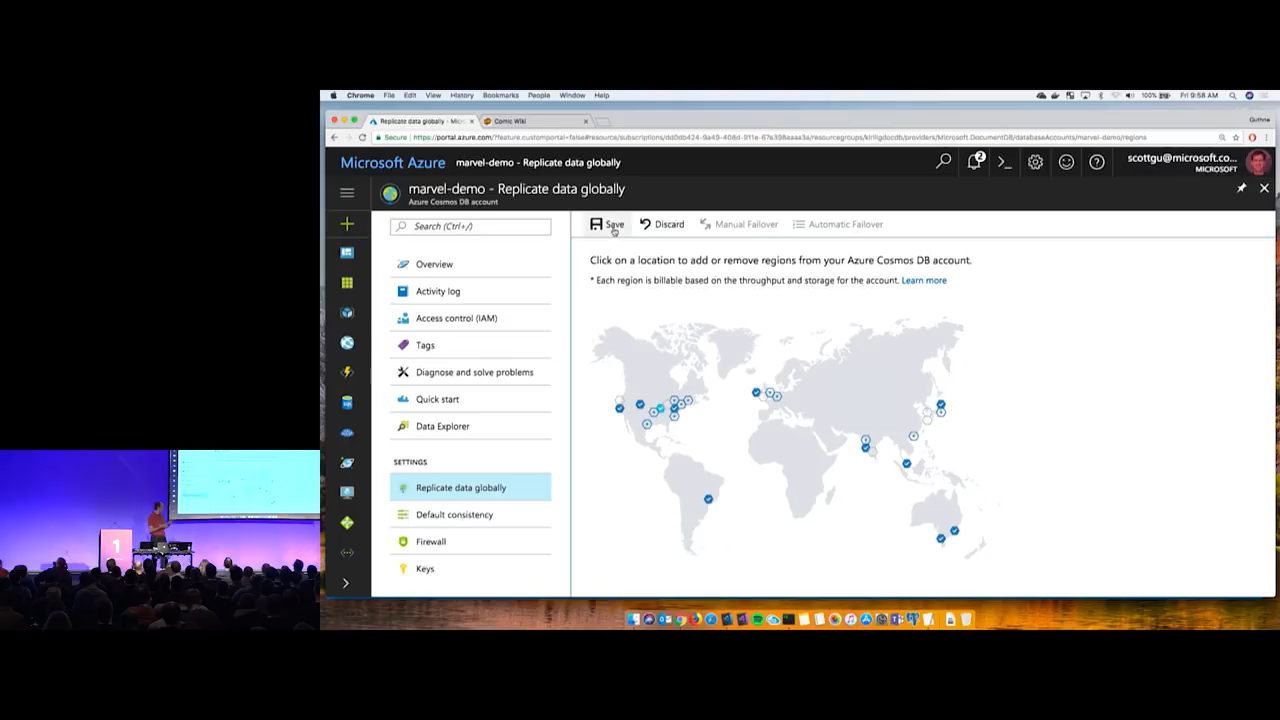 Chrome File Edit View History Bookmarks People Window Help
100% Fri 9:58 AM
Replicate data globally - Micr
Comic Wiki
Guthrie
Secure
Microsoft Azure
marvel-demo - Replicate data globally
2
scottgu@microsoft.co...
MICROSOFT
marvel-demo - Replicate data globally
Azure Cosmos DB account
Search (Ctrl+/)
Save
Discard
Manual Failover
Automatic Failover
Overview
Activity log
Access control (IAM)
Tags
Diagnose and solve problems
Quick start
Data Explorer
SETTINGS
Replicate data globally
Default consistency
Firewall
Keys
Click on a location to add or remove regions from your Azure Cosmos DB account.
* Each region is billable based on the throughput and storage for the account. Learn more
1